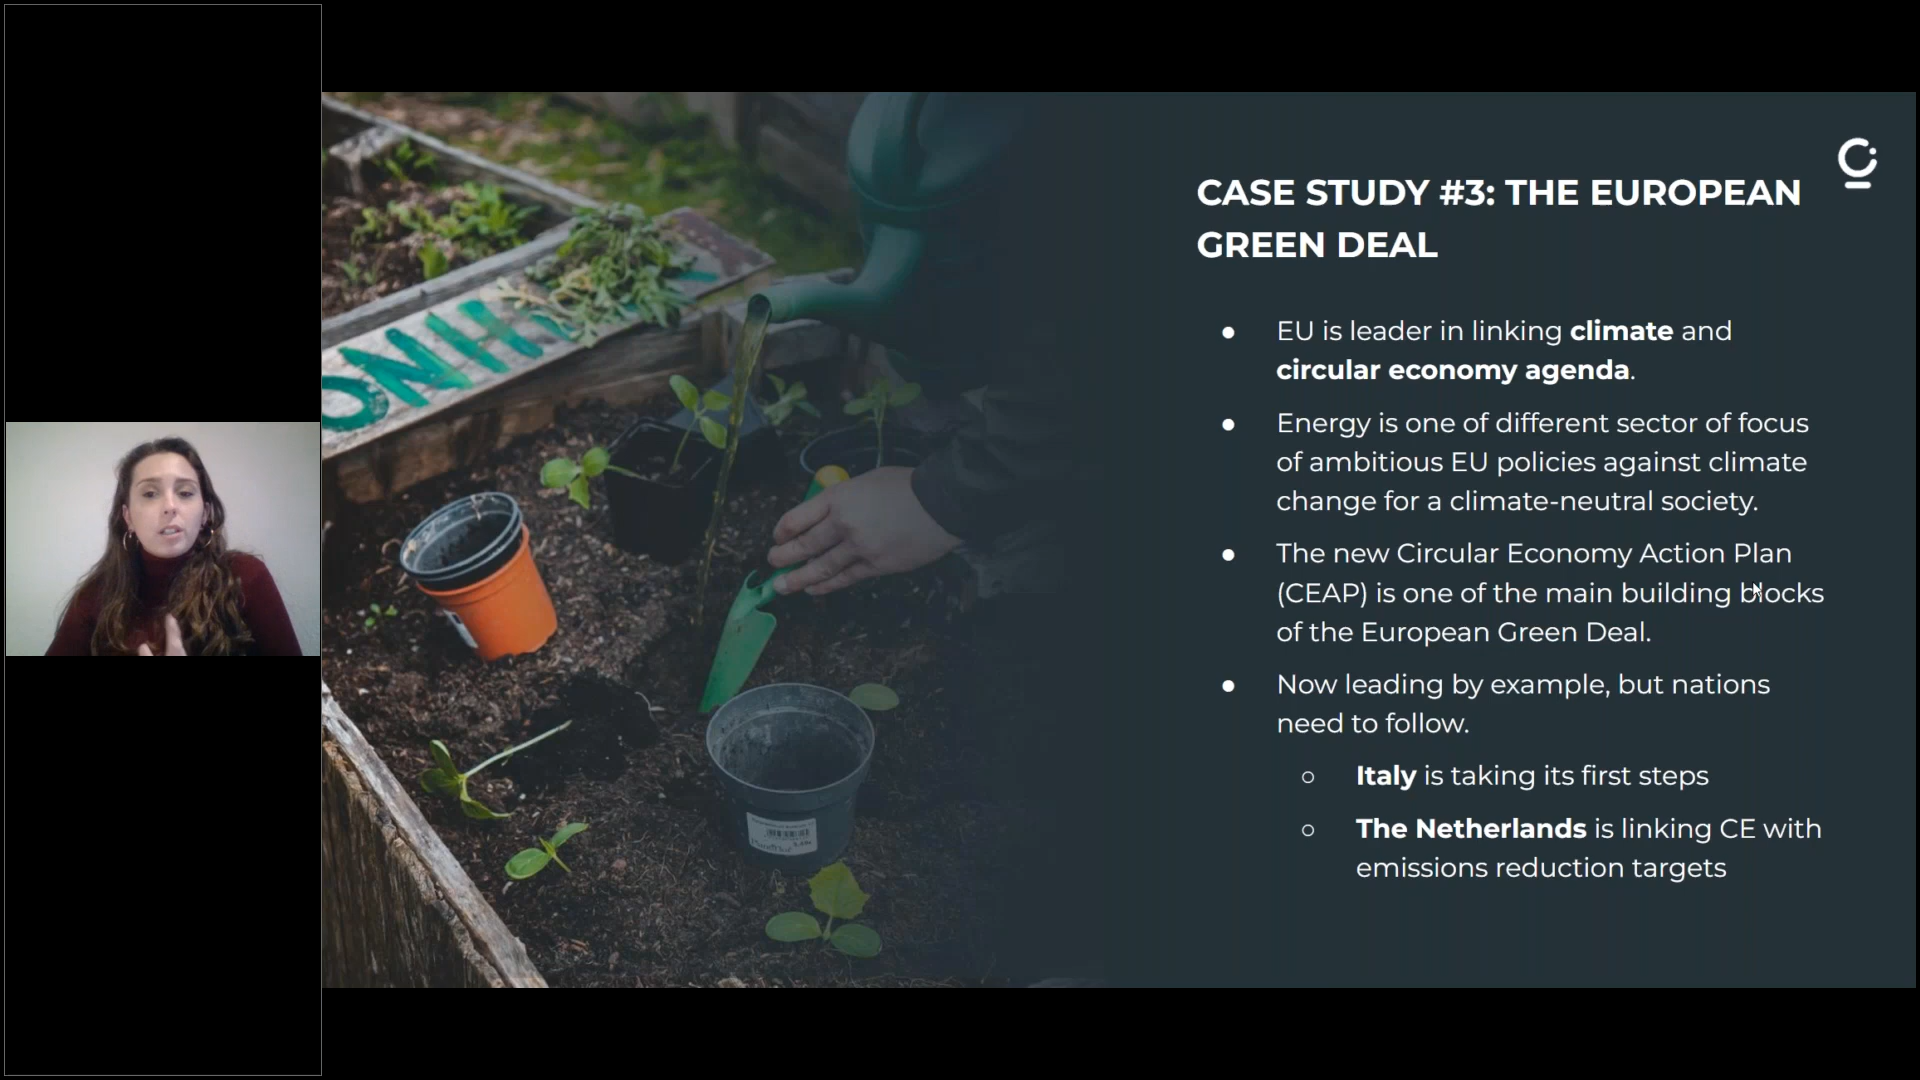 CASE STUDY #3: THE EUROPEAN
GREEN DEAL
● EU is leader in linking climate and
circular economy agenda.
● Energy is one of different sector of focus
of ambitious EU policies against climate
change for a climate-neutral society.
● The new Circular Economy Action Plan
(CEAP) is one of the main building blocks
of the European Green Deal.
● Now leading by example, but nations
need to follow.
○ Italy is taking its first steps
○ The Netherlands is linking CE with
emissions reduction targets